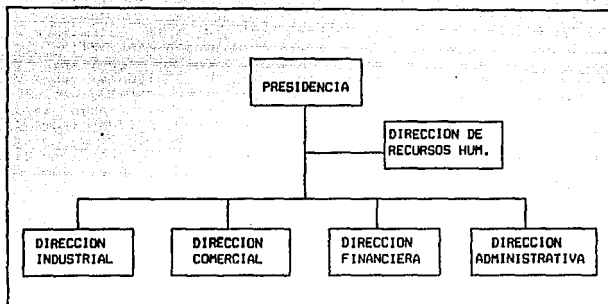 PRESIDENCIA
DIRECCION DE
RECURSOS HUM.
DIRECCION
INDUSTRIAL
DIRECCION
COMERCIAL
DIRECCION
FINANCIERA
DIRECCION
ADMINISTRATIVA